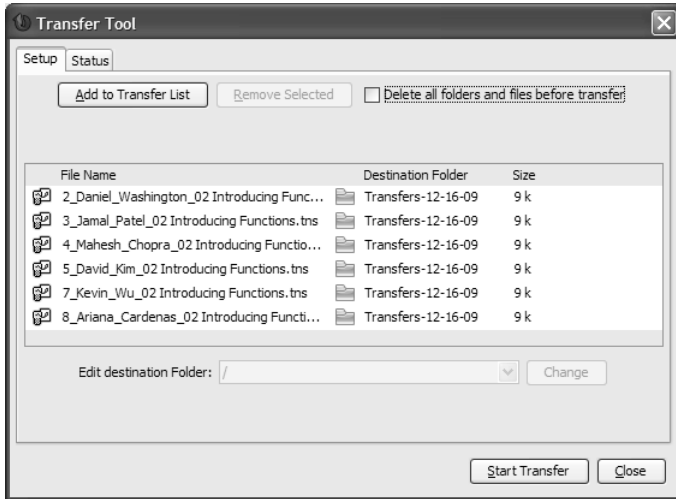 Transfer Tool
Setup Status
Add to Transfer List Remove Selected Delete all folders and files before transfer
File Name Destination Folder Size
2_Daniel_Washington_02 Introducing Func... Transfers-12-16-09 9 k
3_Jamal_Patel_02 Introducing Functions.tns Transfers-12-16-09 9 k
4_Mahesh_Chopra_02 Introducing Functio... Transfers-12-16-09 9 k
5_David_Kim_02 Introducing Functions.tns Transfers-12-16-09 9 k
7_Kevin_Wu_02 Introducing Functions.tns Transfers-12-16-09 9 k
8_Ariana_Cardenas_02 Introducing Functi... Transfers-12-16-09 9 k
Edit destination Folder: / Change
Start Transfer Close